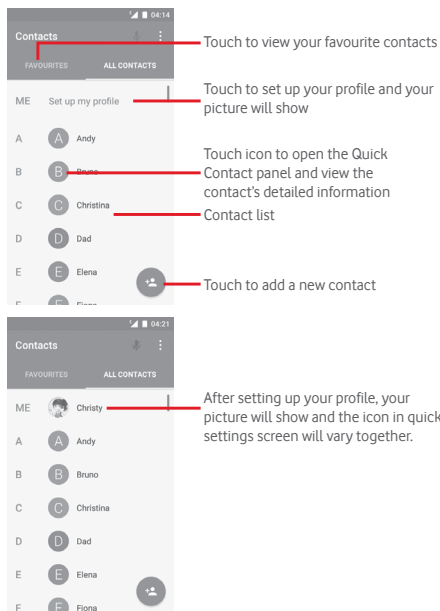 04:14
Contacts
FAVOURITES ALL CONTACTS
ME Set up my profile
A A Andy
B B Bruno
C C Christina
D D Dad
E E Elena
F F Fiona
Touch to view your favourite contacts
Touch to set up your profile and your
picture will show
Touch icon to open the Quick
Contact panel and view the
contact's detailed information
Contact list
Touch to add a new contact
04:21
Contacts
FAVOURITES ALL CONTACTS
ME Christy
A A Andy
B B Bruno
C C Christina
D D Dad
E E Elena
F F Fiona
After setting up your profile, your
picture will show and the icon in quick
settings screen will vary together.